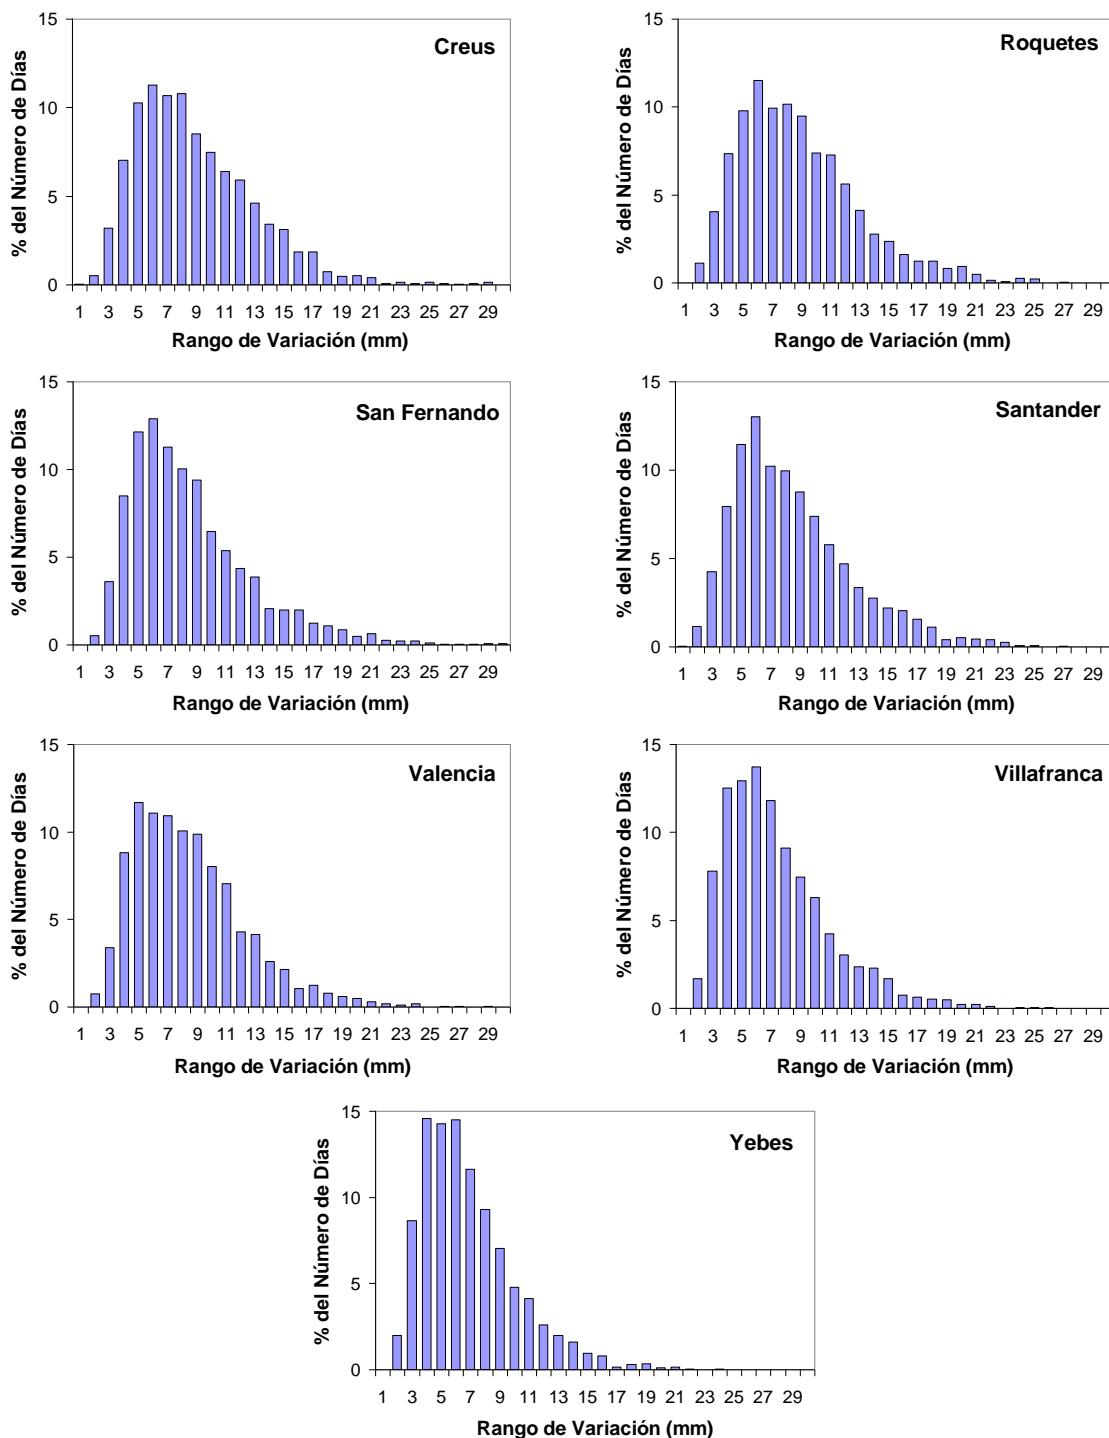 Creus
% del Número de Días
15
10
5
0
1 3 5 7 9 11 13 15 17 19 21 23 25 27 29
Rango de Variación (mm)
Roquetes
% del Número de Días
15
10
5
0
1 3 5 7 9 11 13 15 17 19 21 23 25 27 29
Rango de Variación (mm)
San Fernando
% del Número de Días
15
10
5
0
1 3 5 7 9 11 13 15 17 19 21 23 25 27 29
Rango de Variación (mm)
Santander
% del Número de Días
15
10
5
0
1 3 5 7 9 11 13 15 17 19 21 23 25 27 29
Rango de Variación (mm)
Valencia
% del Número de Días
15
10
5
0
1 3 5 7 9 11 13 15 17 19 21 23 25 27 29
Rango de Variación (mm)
Villafranca
% del Número de Días
15
10
5
0
1 3 5 7 9 11 13 15 17 19 21 23 25 27 29
Rango de Variación (mm)
Yebes
% del Número de Días
15
10
5
0
1 3 5 7 9 11 13 15 17 19 21 23 25 27 29
Rango de Variación (mm)